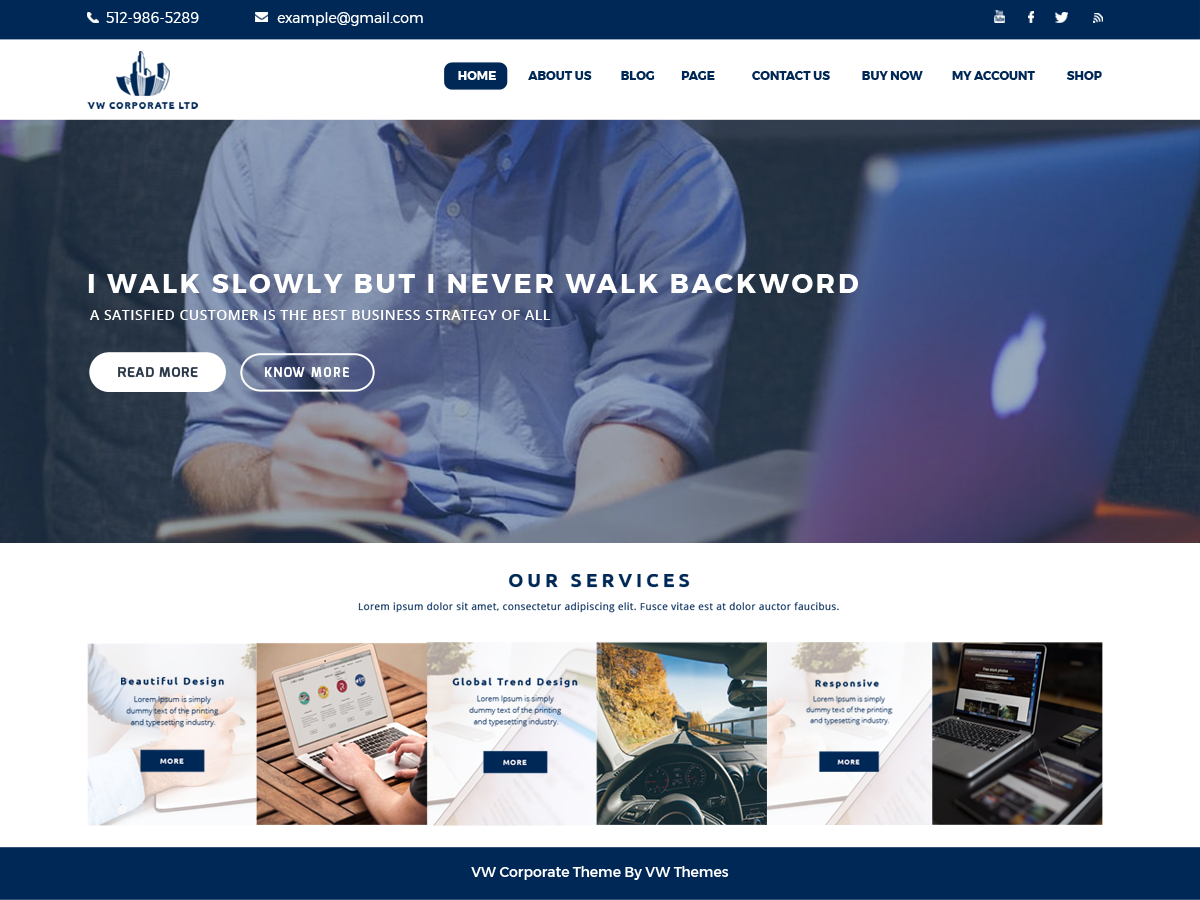 512-986-5289
example@gmail.com
VW CORPORATE LTD
HOME
ABOUT US
BLOG
PAGE
CONTACT US
BUY NOW
MY ACCOUNT
SHOP
I WALK SLOWLY BUT I NEVER WALK BACKWORD
A SATISFIED CUSTOMER IS THE BEST BUSINESS STRATEGY OF ALL
READ MORE
KNOW MORE
OUR SERVICES
Lorem ipsum dolor sit amet, consectetur adipiscing elit. Fusce vitae est at dolor auctor faucibus.
Beautiful Design
Lorem Ipsum is simply
dummy text of the printing
and typesetting industry.
MORE
Global Trend Design
Lorem Ipsum is simply
dummy text of the printing
and typesetting industry.
MORE
Responsive
Lorem Ipsum is simply
dummy text of the printing
and typesetting industry.
MORE
VW Corporate Theme By VW Themes